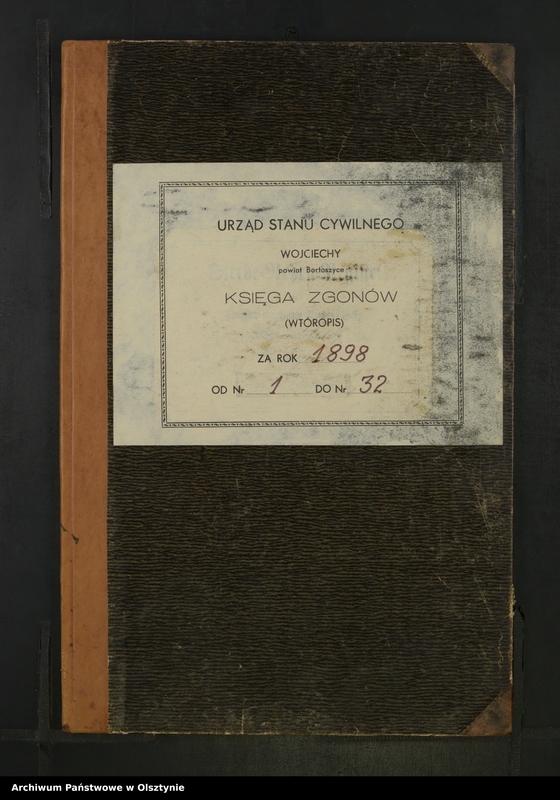 URZĄD STANU CYWILNEGO
WOJCIECHY
powiat Bartoszyce
KSIĘGA ZGONÓW
(WTÓROPIS)
ZA ROK 1898
OD Nr 1 DO Nr 32
Archiwum Państwowe w Olsztynie